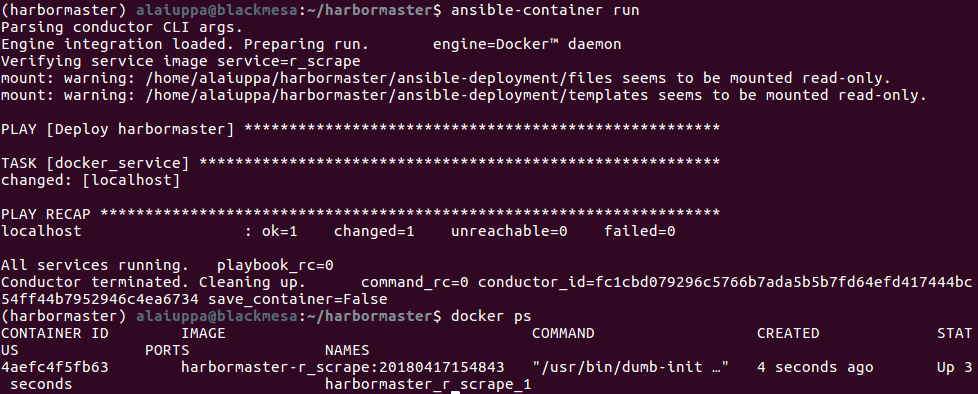 (harbormaster) alaiuppa@blackmesa:~/harbormaster$ ansible-container run
Parsing conductor CLI args.
Engine integration loaded. Preparing run.       engine=Docker™ daemon
Verifying service image service=r_scrape
mount: warning: /home/alaiuppa/harbormaster/ansible-deployment/files seems to be mounted read-only.
mount: warning: /home/alaiuppa/harbormaster/ansible-deployment/templates seems to be mounted read-only.
PLAY [Deploy harbormaster] *****************************************************
TASK [docker_service] **********************************************************
changed: [localhost]
PLAY RECAP *********************************************************************
localhost                  : ok=1    changed=1    unreachable=0    failed=0
All services running.   playbook_rc=0
Conductor terminated. Cleaning up.      command_rc=0 conductor_id=fc1cbd079296c5766b7ada5b5b7fd64efd417444bc
54ff44b7952946c4ea6734 save_container=False
(harbormaster) alaiuppa@blackmesa:~/harbormaster$ docker ps
CONTAINER ID        IMAGE                                  COMMAND                  CREATED             STAT
US              PORTS               NAMES
4aefc4f5fb63        harbormaster-r_scrape:20180417154843   "/usr/bin/dumb-init …"   4 seconds ago       Up 3
 seconds                            harbormaster_r_scrape_1